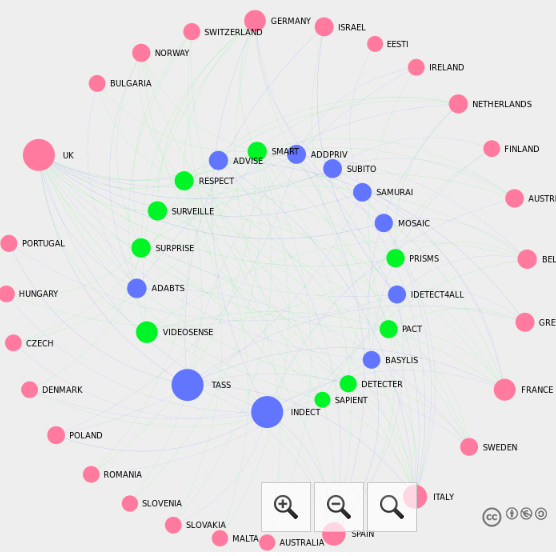 GERMANY
ISRAEL
SWITZERLAND
EESTI
NORWAY
IRELAND
BULGARIA
NETHERLANDS
UK
SMART
ADDPRIV
FINLAND
ADVISE
SUBITO
RESPECT
SAMURAI
AUSTRI
SURVEILLE
MOSAIC
PORTUGAL
SURPRISE
PRISMS
BEL
ADABTS
IDETECT4ALL
HUNGARY
GRE
VIDEOSENSE
PACT
CZECH
BASYLIS
TASS
DETECTER
DENMARK
FRANCE
SAPIENT
INDECT
POLAND
SWEDEN
ROMANIA
ITALY
SLOVENIA
cc
SLOVAKIA
SPAIN
MALTA
AUSTRALIA